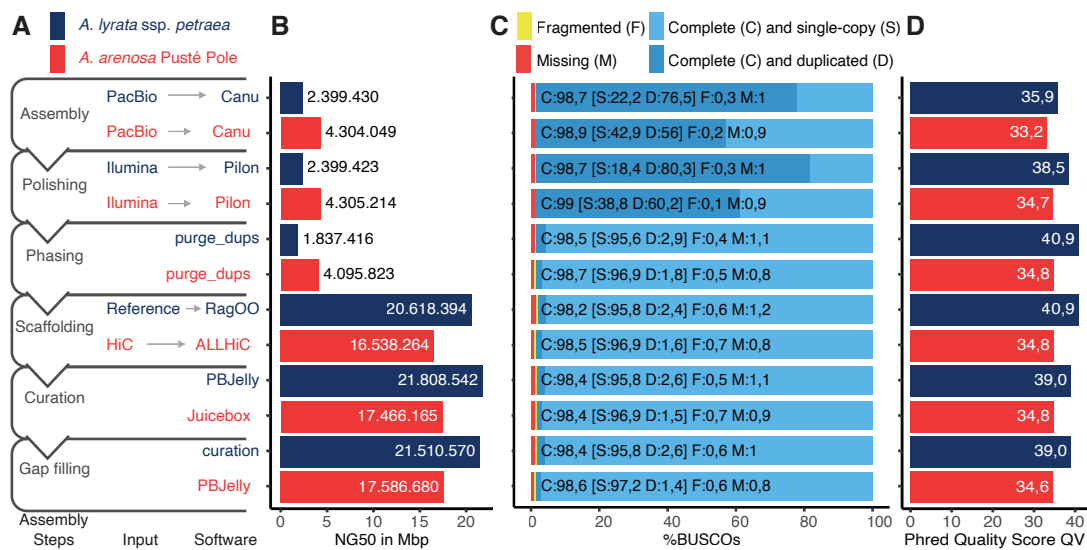 A
A. lyrata ssp. petraea
A. arenosa Pusté Pole
B
C
Fragmented (F)
Complete (C) and single-copy (S)
Missing (M)
Complete (C) and duplicated (D)
D
Assembly
PacBio
Canu
2.399.430
C:98,7 [S:22,2 D:76,5] F:0,3 M:1
35,9
PacBio
Canu
4.304.049
C:98,9 [S:42,9 D:56] F:0,2 M:0,9
33,2
Polishing
Ilumina
Pilon
2.399.423
C:98,7 [S:18,4 D:80,3] F:0,3 M:1
38,5
Ilumina
Pilon
4.305.214
C:99 [S:38,8 D:60,2] F:0,1 M:0,9
34,7
Phasing
purge_dups
1.837.416
C:98,5 [S:95,6 D:2,9] F:0,4 M:1,1
40,9
purge_dups
4.095.823
C:98,7 [S:96,9 D:1,8] F:0,5 M:0,8
34,8
Scaffolding
Reference
RagOO
20.618.394
C:98,2 [S:95,8 D:2,4] F:0,6 M:1,2
40,9
HiC
ALLHiC
16.538.264
C:98,5 [S:96,9 D:1,6] F:0,7 M:0,8
34,8
Curation
PBJelly
21.808.542
C:98,4 [S:95,8 D:2,6] F:0,5 M:1,1
39,0
Juicebox
17.466.165
C:98,4 [S:96,9 D:1,5] F:0,7 M:0,9
34,8
Gap filling
curation
21.510.570
C:98,4 [S:95,8 D:2,6] F:0,6 M:1
39,0
PBJelly
17.586.680
C:98,6 [S:97,2 D:1,4] F:0,6 M:0,8
34,6
Assembly
Steps
Input
Software
0 5 10 15 20
NG50 in Mbp
0 20 40 60 80 100
%BUSCOs
0 10 20 30 40
Phred Quality Score QV